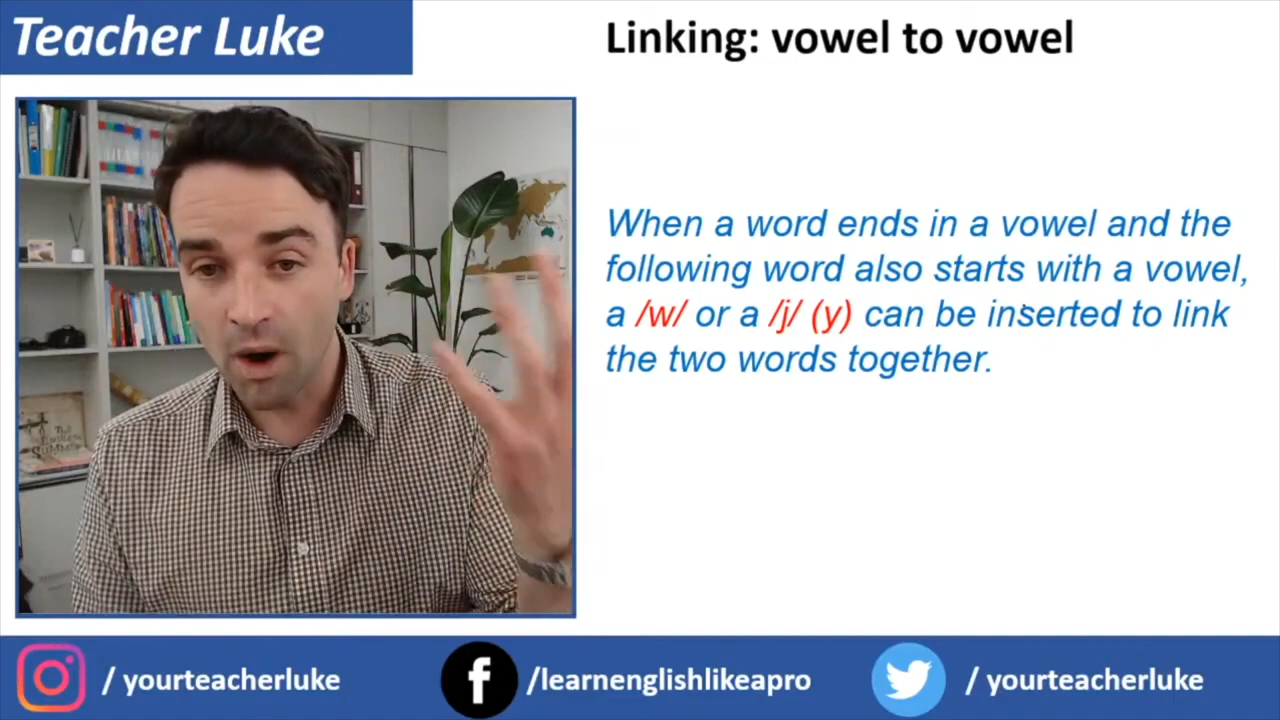 Teacher Luke
Linking: vowel to vowel
When a word ends in a vowel and the
following word also starts with a vowel,
a /w/ or a /j/ (y) can be inserted to link
the two words together.
/ yourteacherluke
/learnenglishlikeapro
/ yourteacherluke